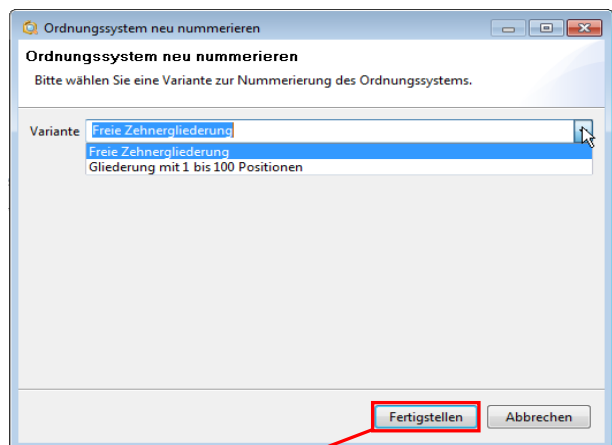 Ordnungssystem neu nummerieren
Ordnungssystem neu nummerieren
Bitte wählen Sie eine Variante zur Nummerierung des Ordnungssystems.
Variante Freie Zehnergliederung
Freie Zehnergliederung
Gliederung mit 1 bis 100 Positionen
Fertigstellen Abbrechen